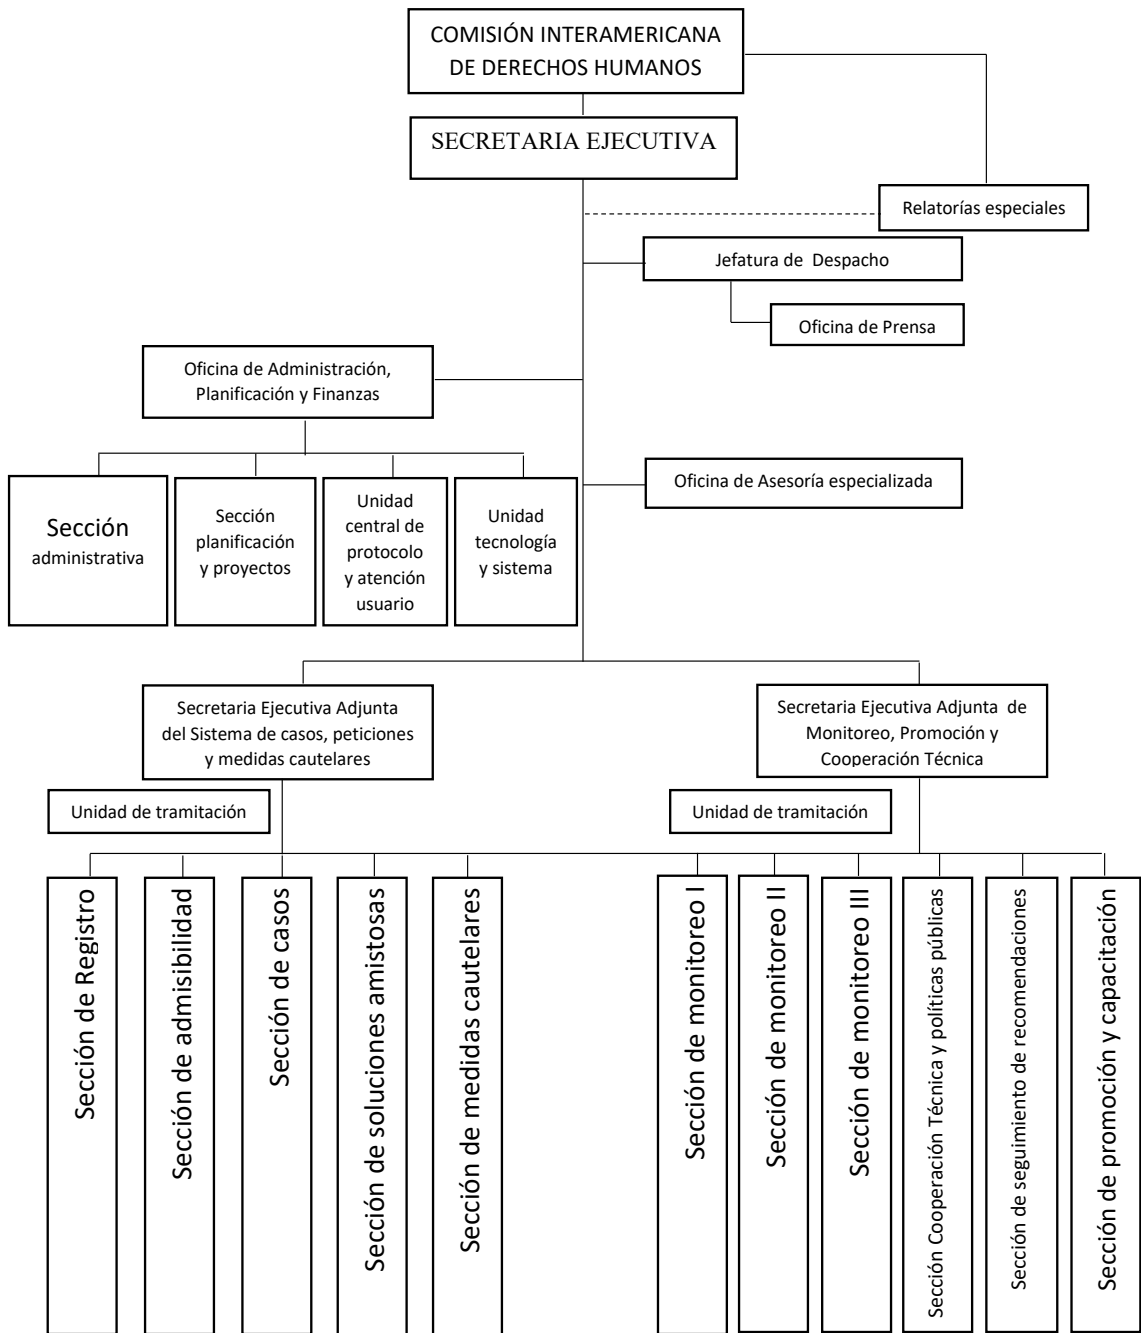 COMISIÓN INTERAMERICANA
DE DERECHOS HUMANOS
SECRETARIA EJECUTIVA
Relatorías especiales
Jefatura de Despacho
Oficina de Prensa
Oficina de Administración,
Planificación y Finanzas
Oficina de Asesoría especializada
Sección
administrativa
Sección
planificación
y proyectos
Unidad
central de
protocolo
y atención
usuario
Unidad
tecnología
y sistema
Secretaria Ejecutiva Adjunta
del Sistema de casos, peticiones
y medidas cautelares
Secretaria Ejecutiva Adjunta de
Monitoreo, Promoción y
Cooperación Técnica
Unidad de tramitación
Unidad de tramitación
Sección de Registro
Sección de admisibilidad
Sección de casos
Sección de soluciones amistosas
Sección de medidas cautelares
Sección de monitoreo I
Sección de monitoreo II
Sección de monitoreo III
Sección Cooperación Técnica y políticas públicas
Sección de seguimiento de recomendaciones
Sección de promoción y capacitación